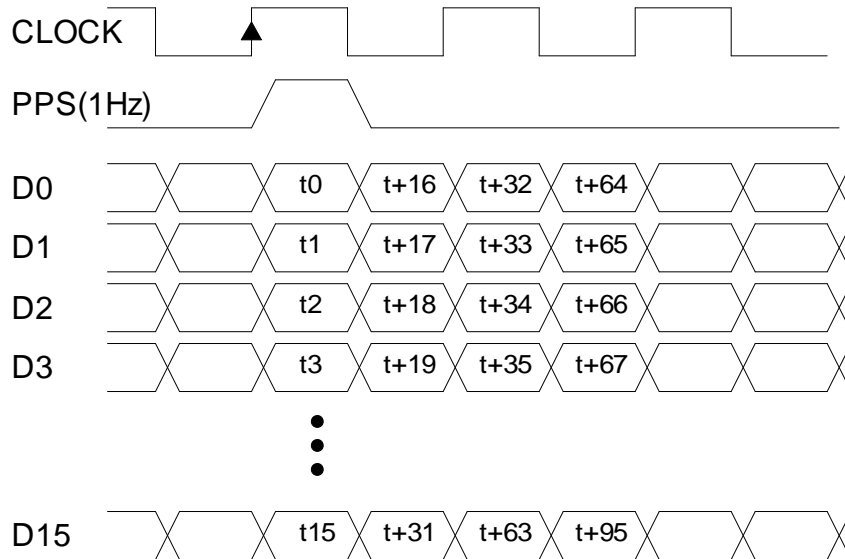 CLOCK
PPS(1Hz)
D0 t0 t+16 t+32 t+64
D1 t1 t+17 t+33 t+65
D2 t2 t+18 t+34 t+66
D3 t3 t+19 t+35 t+67
D15 t15 t+31 t+63 t+95